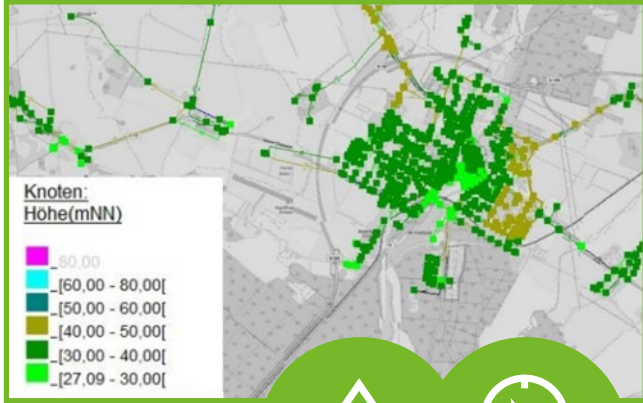 Knoten:
Höhe(mNN)
_80,00
_[60,00 - 80,00[
_[50,00 - 60,00[
_[40,00 - 50,00[
_[30,00 - 40,00[
_[27,09 - 30,00[